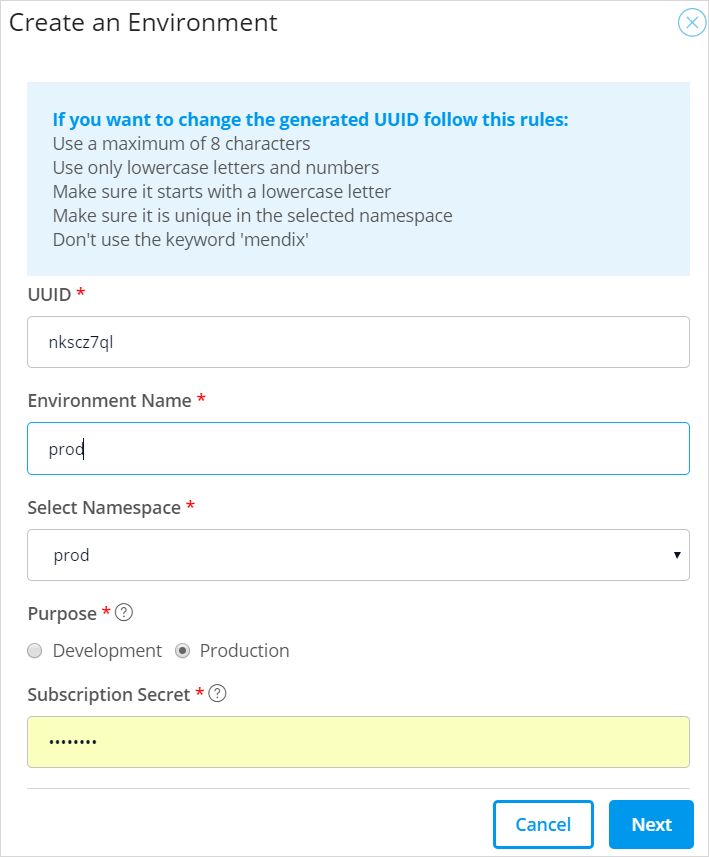 Create an Environment
If you want to change the generated UUID follow this rules:
Use a maximum of 8 characters
Use only lowercase letters and numbers
Make sure it starts with a lowercase letter
Make sure it is unique in the selected namespace
Don't use the keyword 'mendix'
UUID *
nkscz7ql
Environment Name *
prod
Select Namespace *
prod
Purpose * ?
Development Production
Subscription Secret * ?
••••••••
Cancel Next